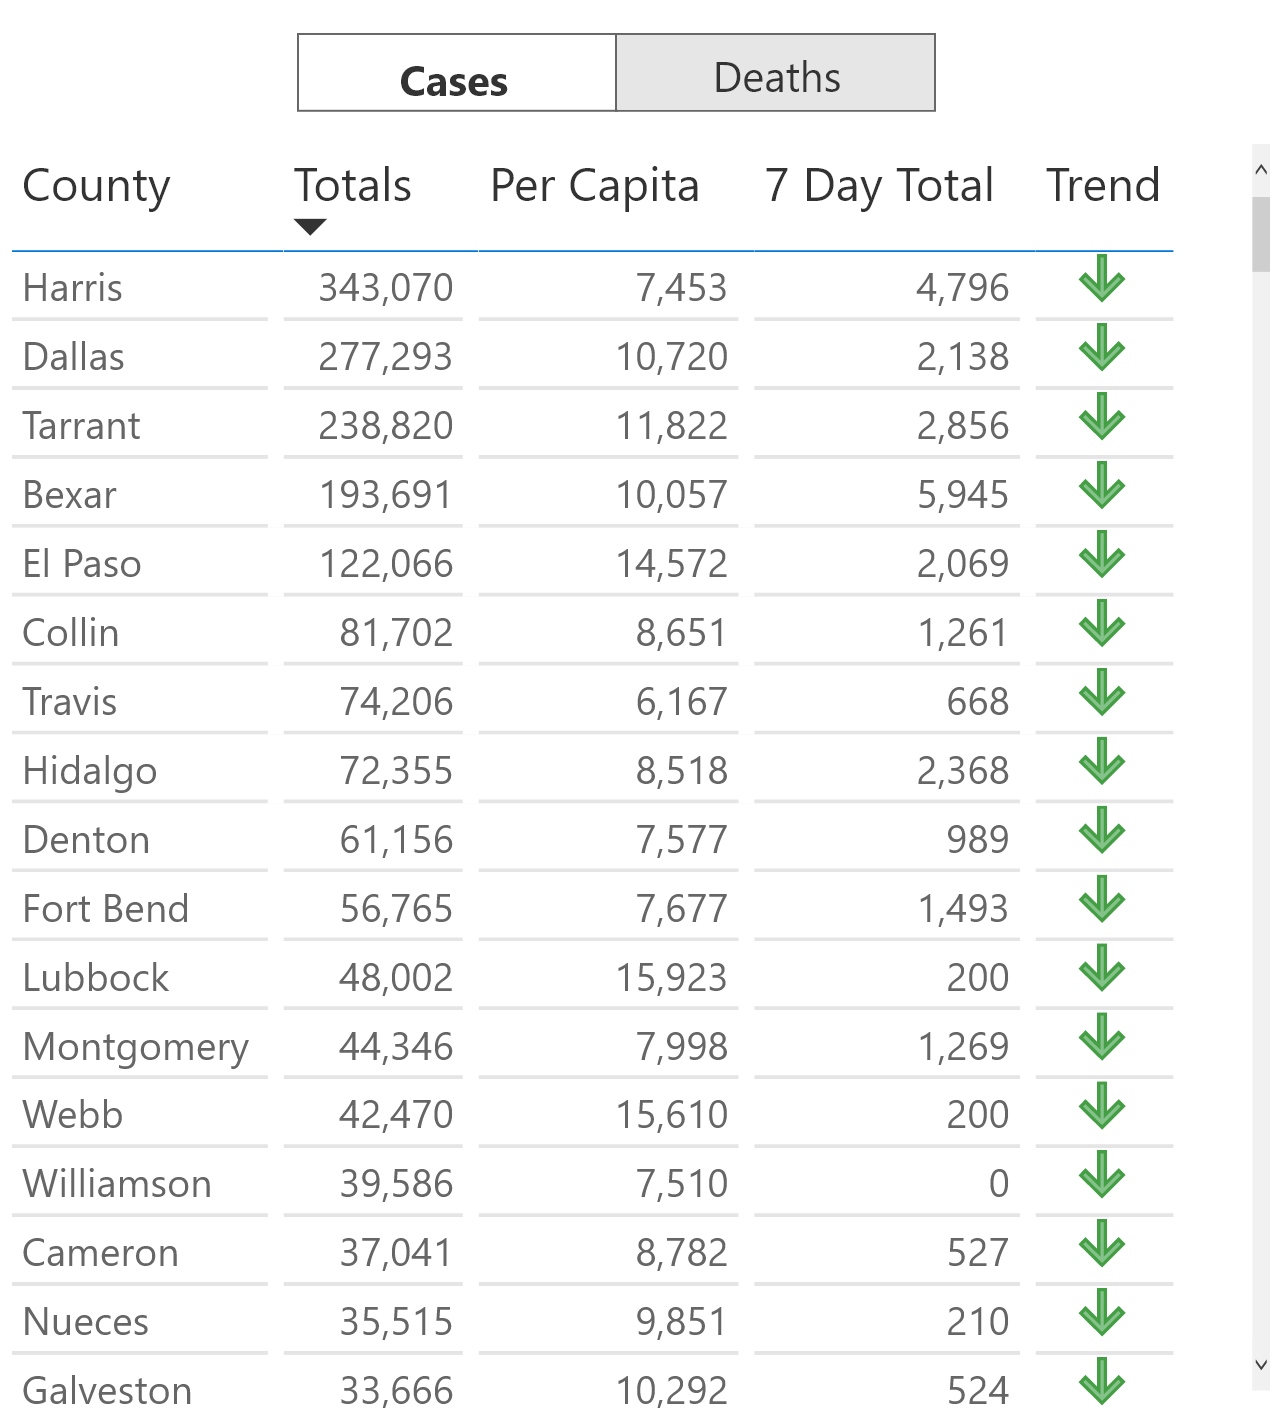 Cases Deaths
County Totals Per Capita 7 Day Total Trend
Harris 343,070 7,453 4,796
Dallas 277,293 10,720 2,138
Tarrant 238,820 11,822 2,856
Bexar 193,691 10,057 5,945
El Paso 122,066 14,572 2,069
Collin 81,702 8,651 1,261
Travis 74,206 6,167 668
Hidalgo 72,355 8,518 2,368
Denton 61,156 7,577 989
Fort Bend 56,765 7,677 1,493
Lubbock 48,002 15,923 200
Montgomery 44,346 7,998 1,269
Webb 42,470 15,610 200
Williamson 39,586 7,510 0
Cameron 37,041 8,782 527
Nueces 35,515 9,851 210
Galveston 33,666 10,292 524